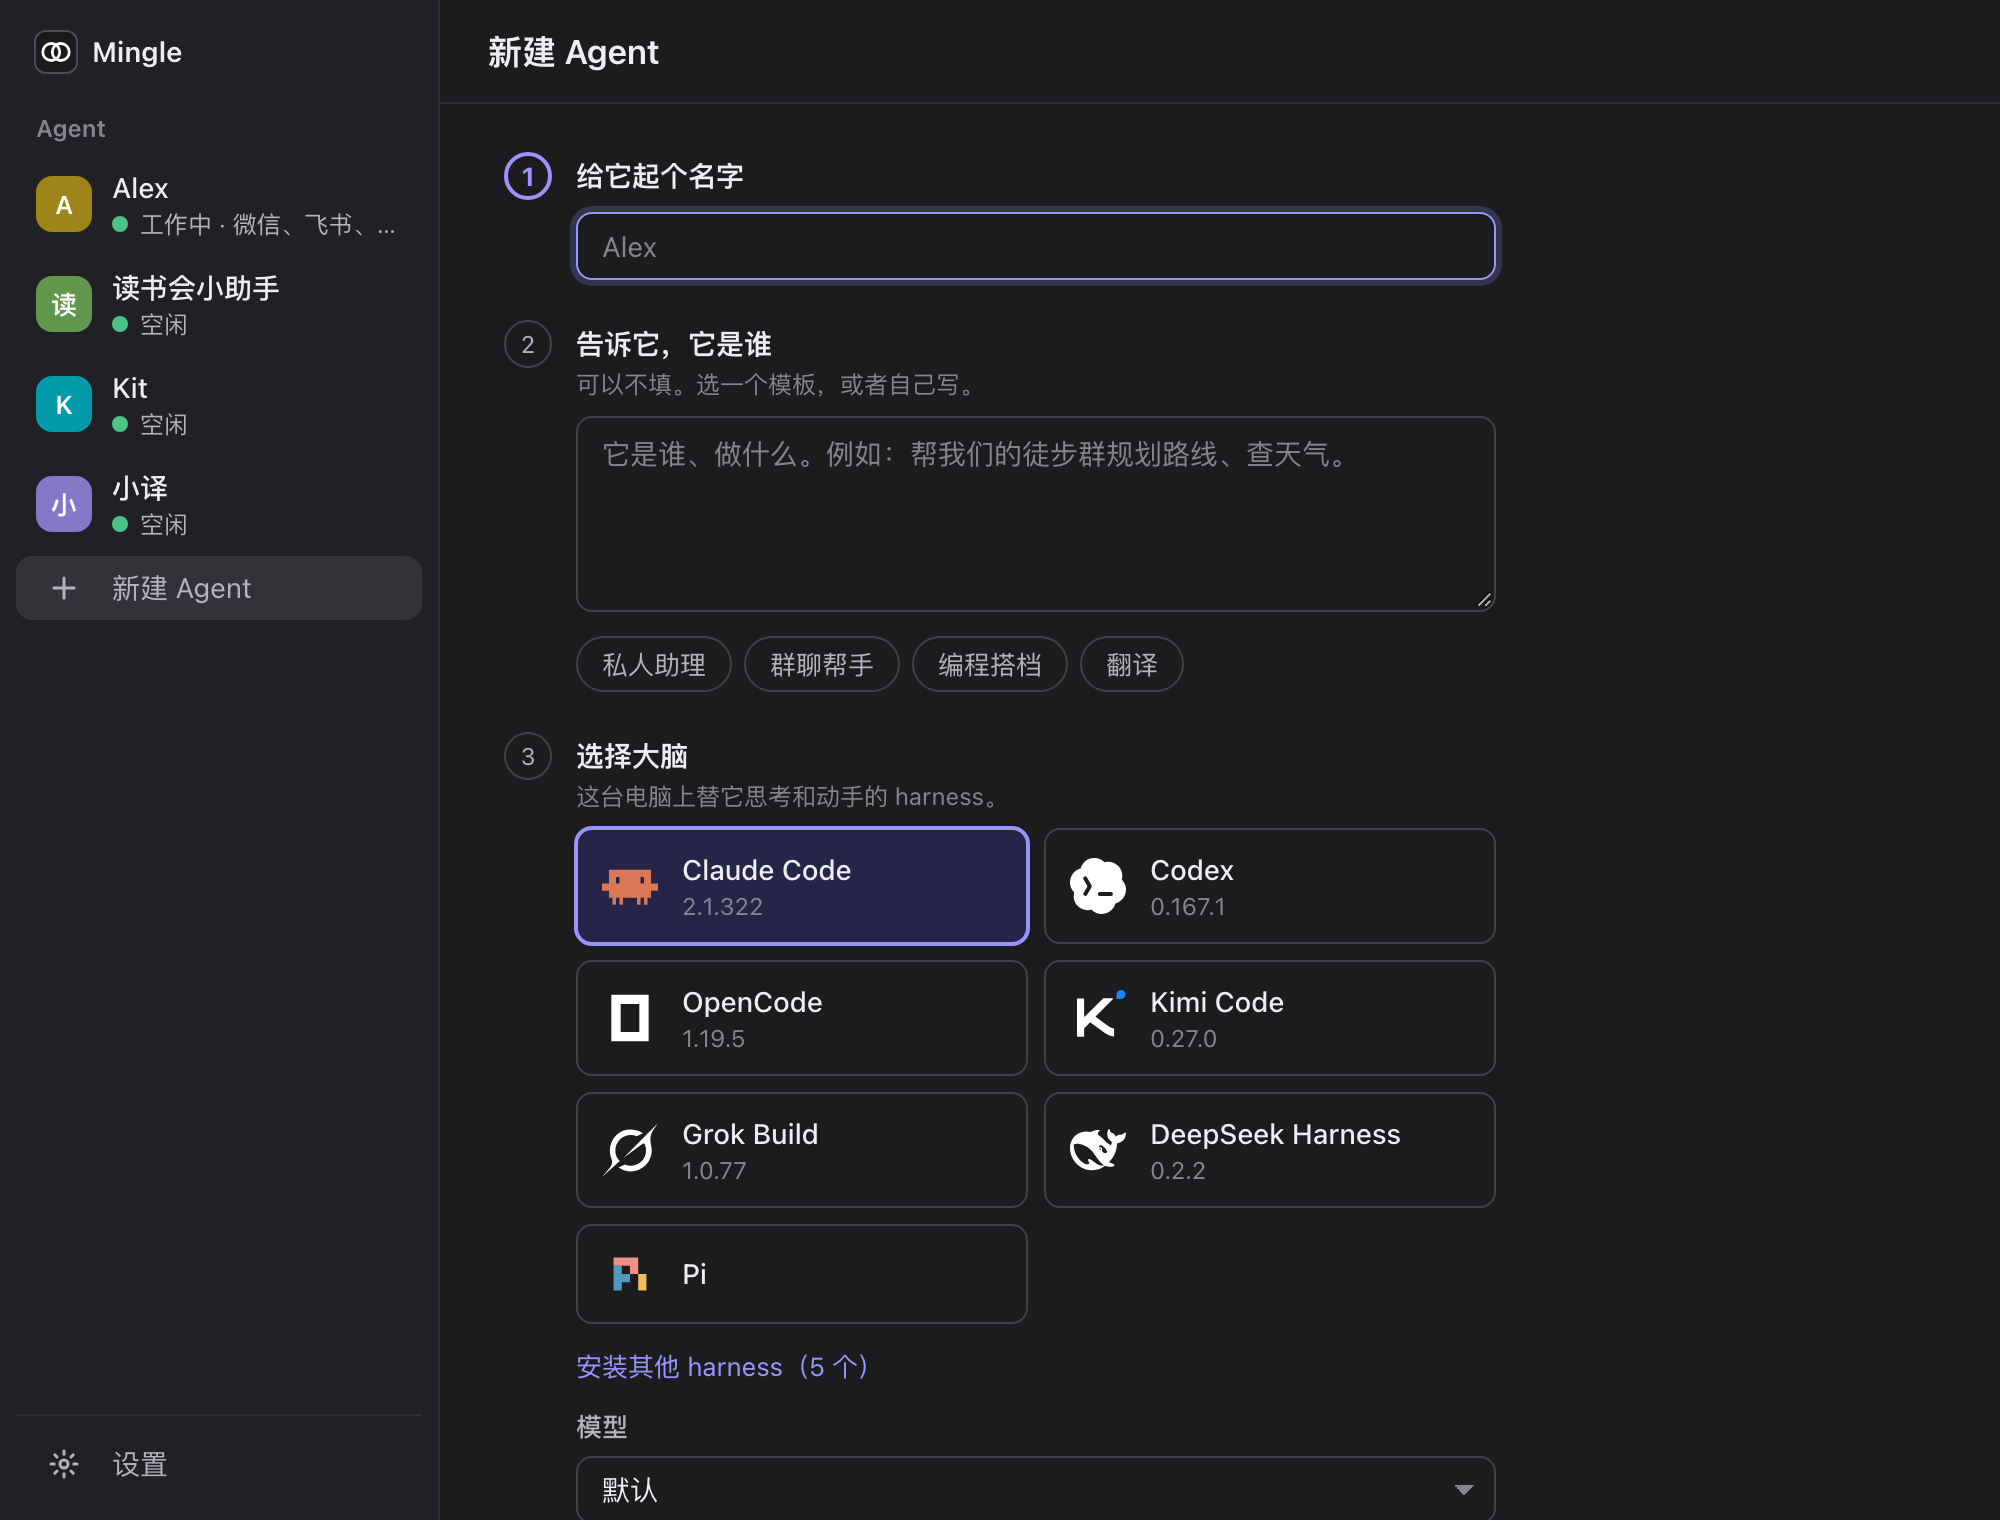 Mingle
Agent
A
Alex
工作中 · 微信、飞书、...
读
读书会小助手
空闲
K
Kit
空闲
小
小译
空闲
新建 Agent
设置
新建 Agent
1
给它起个名字
Alex
2
告诉它，它是谁
可以不填。选一个模板，或者自己写。
它是谁、做什么。例如：帮我们的徒步群规划路线、查天气。
私人助理
群聊帮手
编程搭档
翻译
3
选择大脑
这台电脑上替它思考和动手的 harness。
Claude Code
2.1.322
Codex
0.167.1
OpenCode
1.19.5
Kimi Code
0.27.0
Grok Build
1.0.77
DeepSeek Harness
0.2.2
Pi
安装其他 harness（5 个）
模型
默认